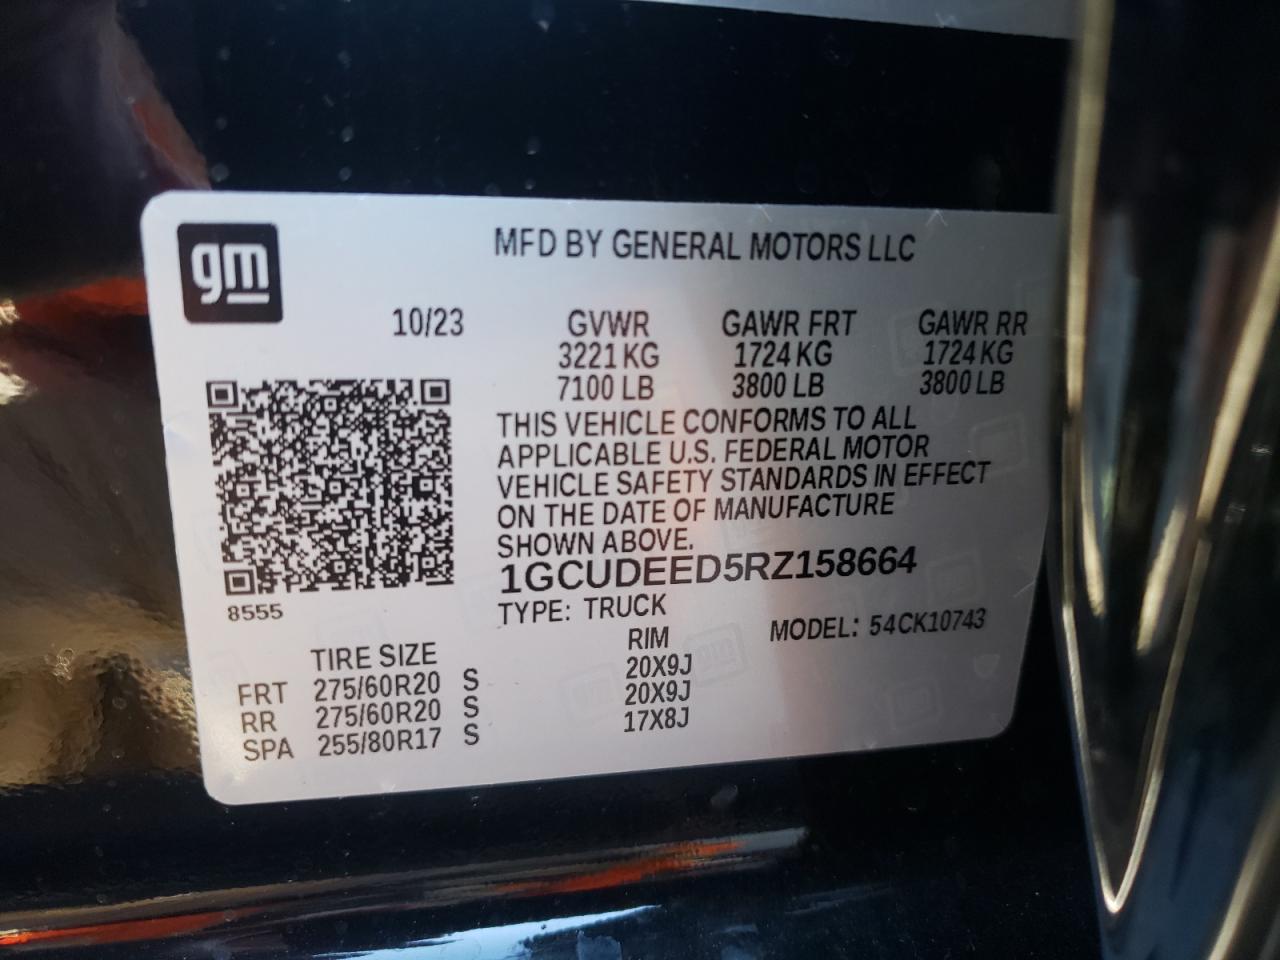 gm
MFD BY GENERAL MOTORS LLC
10/23 GVWR GAWR FRT GAWR RR
3221 KG 1724 KG 1724 KG
7100 LB 3800 LB 3800 LB
THIS VEHICLE CONFORMS TO ALL
APPLICABLE U.S. FEDERAL MOTOR
VEHICLE SAFETY STANDARDS IN EFFECT
ON THE DATE OF MANUFACTURE
SHOWN ABOVE.
1GCUDEED5RZ158664
8555
TYPE: TRUCK MODEL: 54CK10743
TIRE SIZE RIM
FRT 275/60R20 S 20X9J
RR 275/60R20 S 20X9J
SPA 255/80R17 S 17X8J